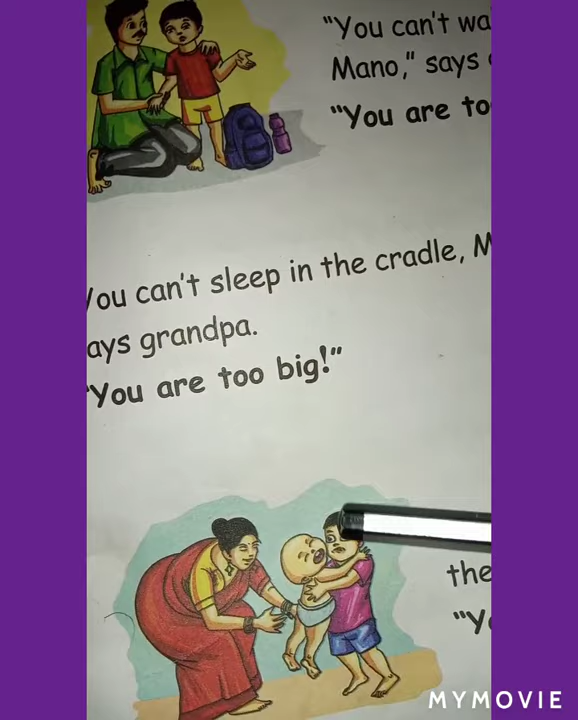 "You can't wa
Mano," says
"You are to
You can't sleep in the cradle, M
ays grandpa.
"You are too big!"
the
"Y
MYMOVIE